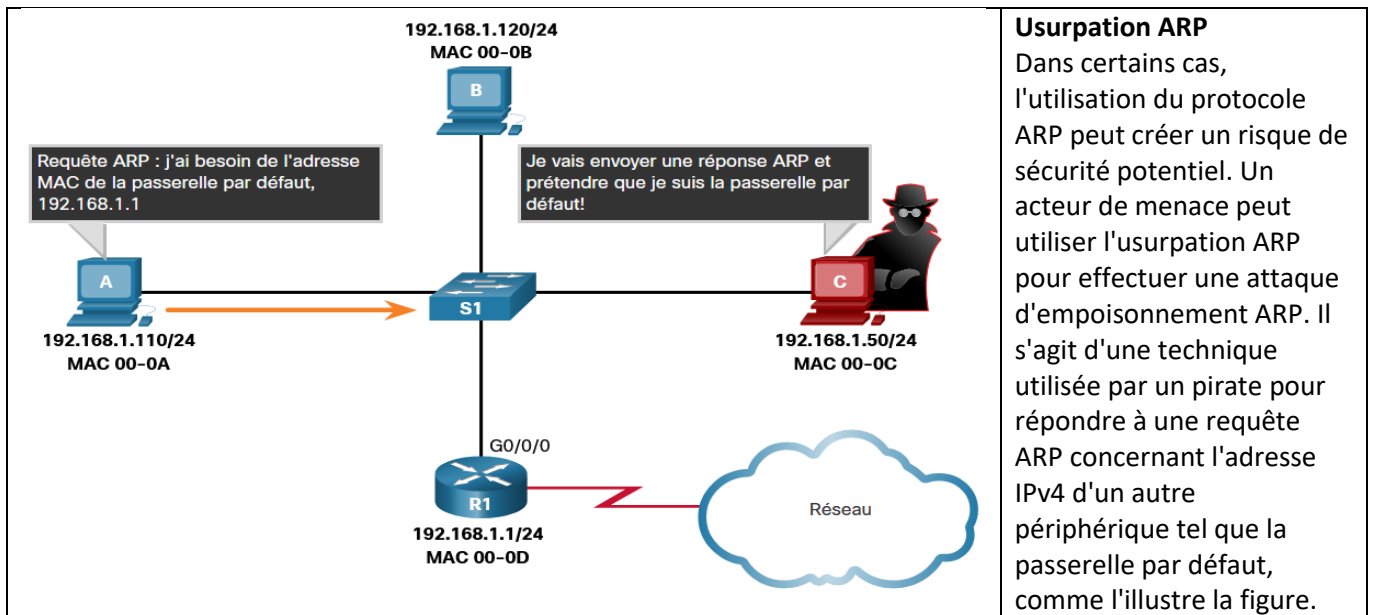 192.168.1.120/24
MAC 00-0B
B
Requête ARP : j'ai besoin de l'adresse
MAC de la passerelle par défaut,
192.168.1.1
Je vais envoyer une réponse ARP et
prétendre que je suis la passerelle par
défaut!
A
S1
C
192.168.1.110/24
MAC 00-0A
192.168.1.50/24
MAC 00-0C
G0/0/0
R1
Réseau
192.168.1.1/24
MAC 00-0D
Usurpation ARP
Dans certains cas,
l'utilisation du protocole
ARP peut créer un risque de
sécurité potentiel. Un
acteur de menace peut
utiliser l'usurpation ARP
pour effectuer une attaque
d'empoisonnement ARP. Il
s'agit d'une technique
utilisée par un pirate pour
répondre à une requête
ARP concernant l'adresse
IPv4 d'un autre
périphérique tel que la
passerelle par défaut,
comme l'illustre la figure.